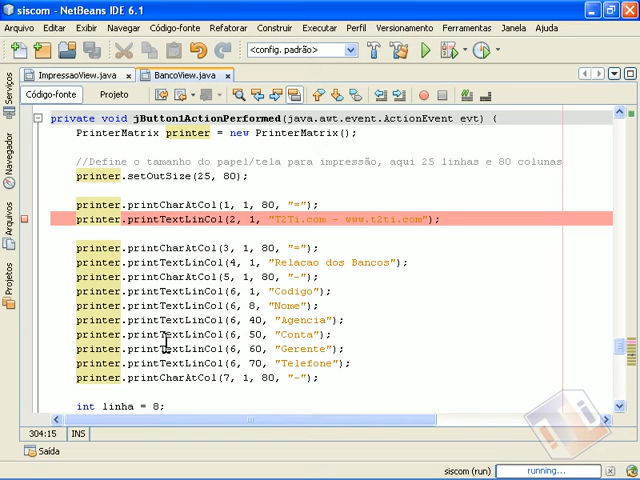 siscom - NetBeans IDE 6.1
Arquivo Editar Exibir Navegar Código-fonte Refatorar Construir Executar Perfil Versionamento Ferramentas Janela Ajuda
<config. padrão>
ImpressaoView.java BancoView.java
Código-fonte Projeto
Serviços
Navegador
Arquivos
Projetos
private void jButton1ActionPerformed(java.awt.event.ActionEvent evt) {
PrinterMatrix printer = new PrinterMatrix();
//Define o tamanho do papel/tela para impressão, aqui 25 linhas e 80 colunas
printer.setOutSize(25, 80);
printer.printCharAtCol(1, 1, 80, "=");
printer.printTextLinCol(2, 1, "T2Ti.com - www.t2ti.com");
printer.printCharAtCol(3, 1, 80, "=");
printer.printTextLinCol(4, 1, "Relacao dos Bancos");
printer.printCharAtCol(5, 1, 80, "-");
printer.printTextLinCol(6, 1, "Codigo");
printer.printTextLinCol(6, 8, "Nome");
printer.printTextLinCol(6, 40, "Agencia");
printer.printTextLinCol(6, 50, "Conta");
printer.printTextLinCol(6, 60, "Gerente");
printer.printTextLinCol(6, 70, "Telefone");
printer.printCharAtCol(7, 1, 80, "-");
int linha = 8;
304:15 INS
Saída
siscom (run) running...